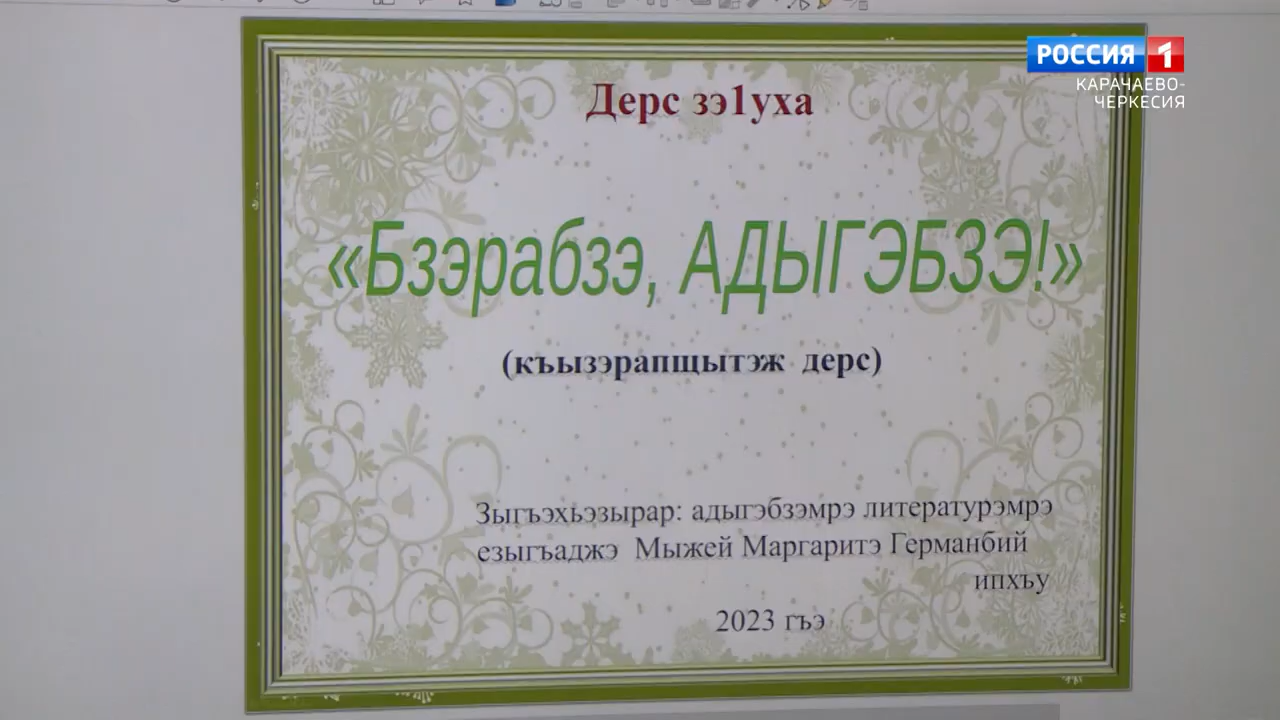 РОССИЯ 1
КАРАЧАЕВО-
ЧЕРКЕСИЯ
Дерс зэ1уха
«Бзэрабзэ, АДЫГЭБЗЭ!»
(къызэрапщытэж дерс)
Зыгъэхьэзырар: адыгэбзэмрэ литературэмрэ
езыгъаджэ Мыжей Маргаритэ Германбий
ипхъу
2023 гъэ